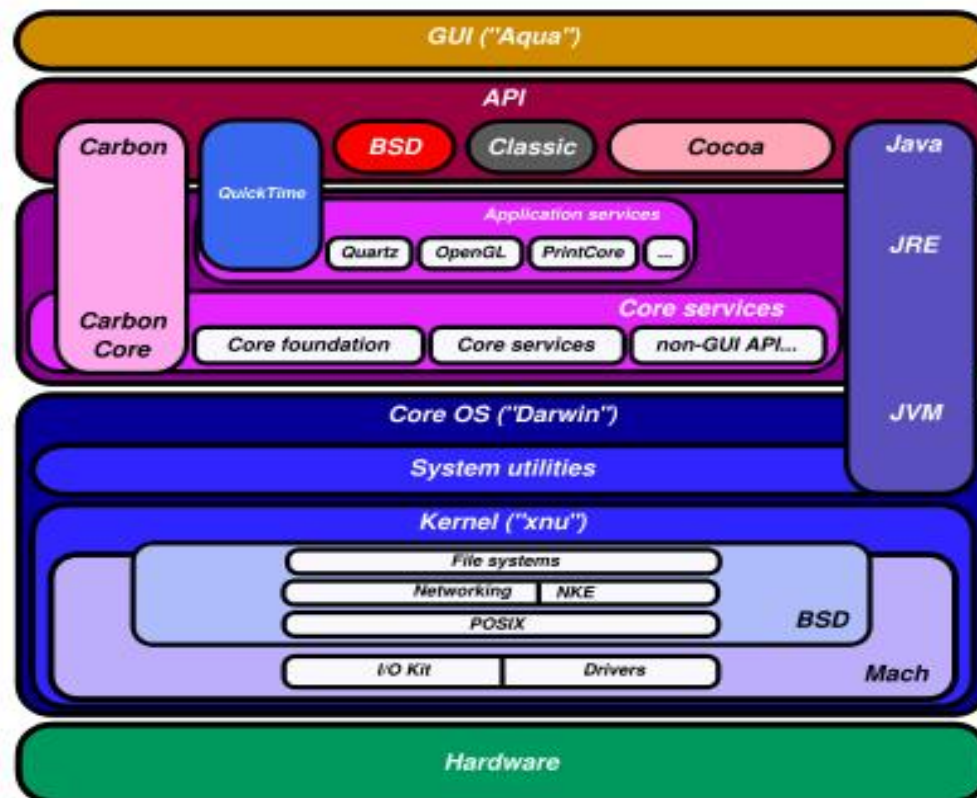 GUI ("Aqua")
API
Carbon
QuickTime
BSD
Classic
Cocoa
Java
Application services
Quartz
OpenGL
PrintCore
...
JRE
Core services
Carbon
Core
Core foundation
Core services
non-GUI API...
Core OS ("Darwin")
JVM
System utilities
Kernel ("xnu")
File systems
Networking
NKE
POSIX
BSD
I/O Kit
Drivers
Mach
Hardware